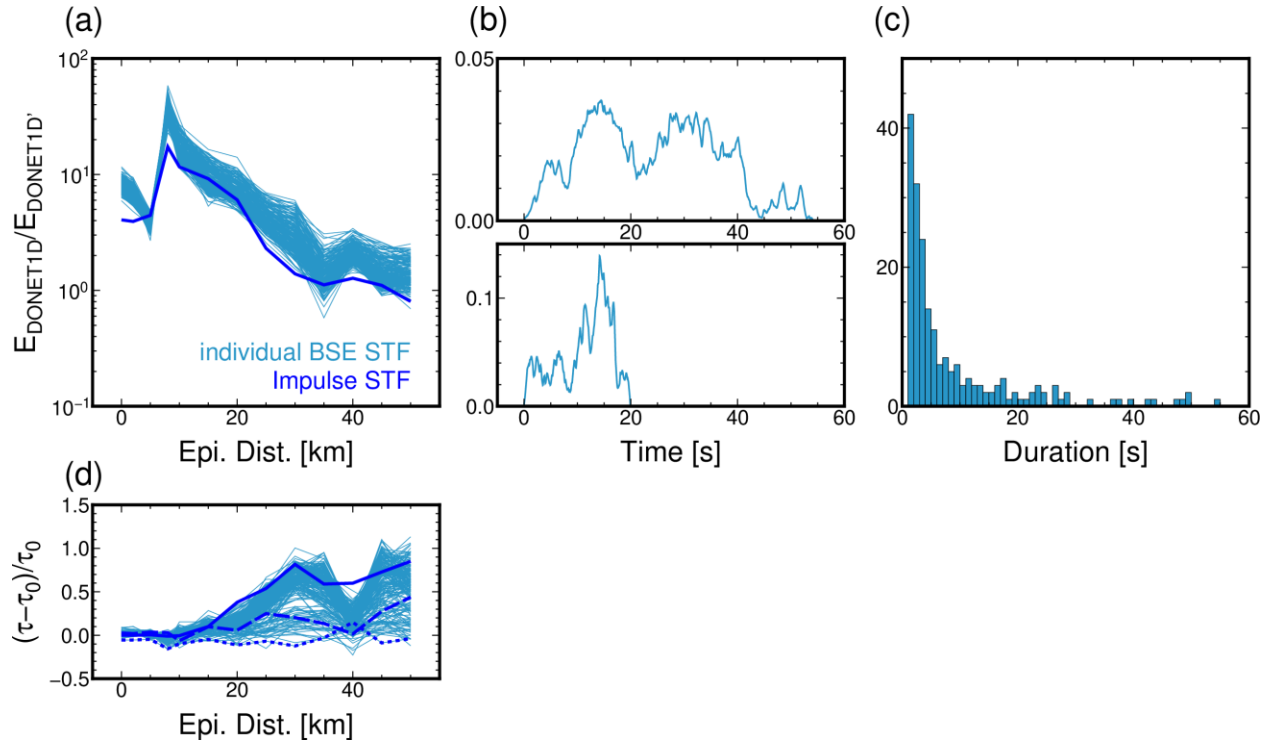 (a)
10²
10¹
10⁰
10⁻¹
E_DONET1D/E_DONET1D'
individual BSE STF
Impulse STF
0 20 40
Epi. Dist. [km]
(b)
0.05
0.00
0 20 40 60
0.1
0.0
0 20 40 60
Time [s]
(c)
40
20
0
0 20 40 60
Duration [s]
(d)
1.5
1.0
0.5
0.0
−0.5
(τ−τ₀)/τ₀
0 20 40
Epi. Dist. [km]